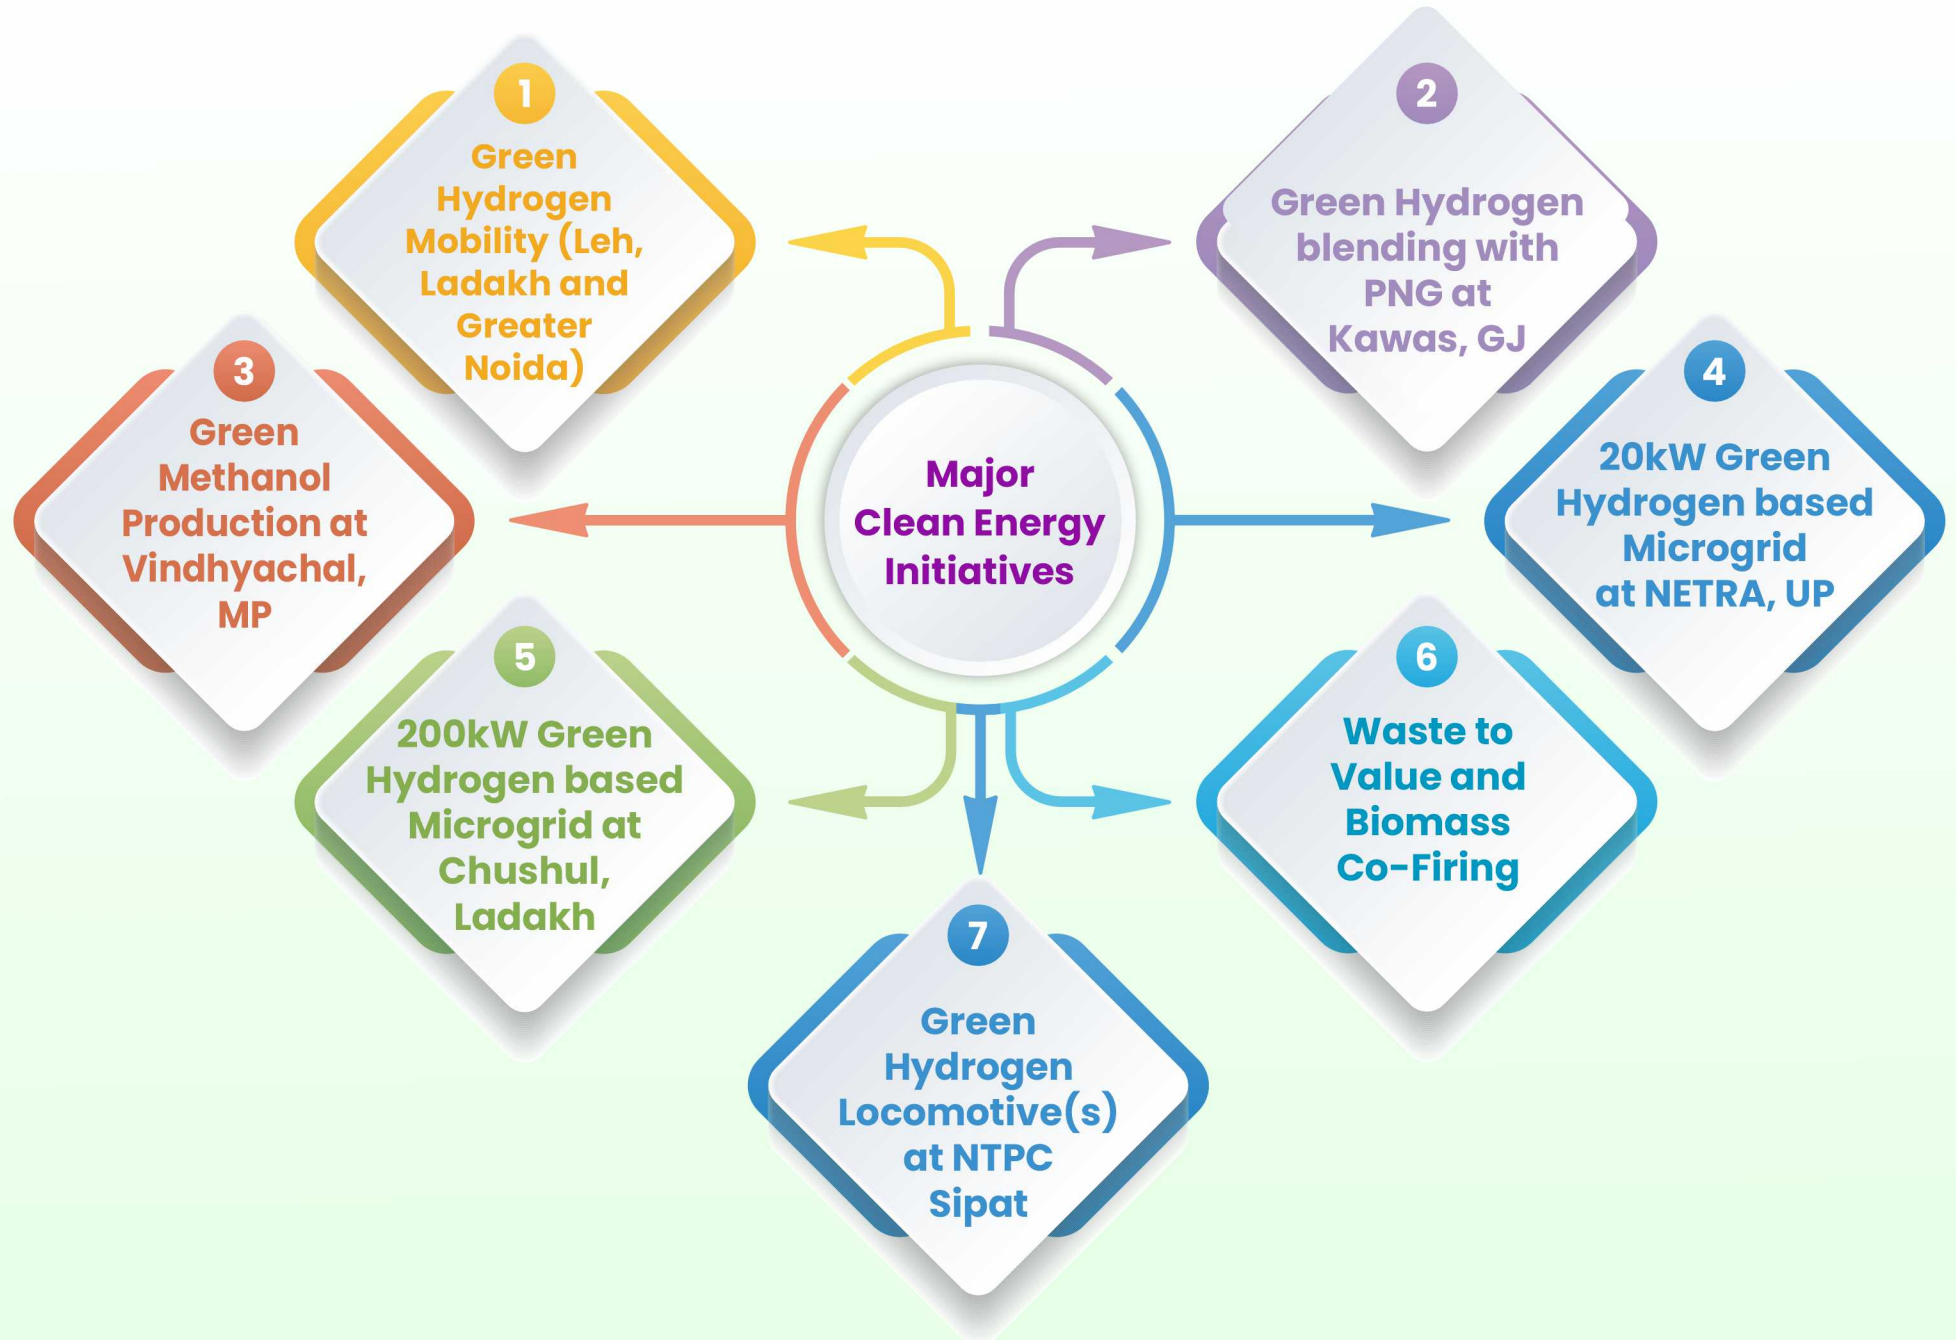 1
Green
Hydrogen
Mobility (Leh,
Ladakh and
Greater
Noida)
2
Green Hydrogen
blending with
PNG at
Kawas, GJ
3
Green
Methanol
Production at
Vindhyachal,
MP
Major
Clean Energy
Initiatives
4
20kW Green
Hydrogen based
Microgrid
at NETRA, UP
5
200kW Green
Hydrogen based
Microgrid at
Chushul,
Ladakh
6
Waste to
Value and
Biomass
Co-Firing
7
Green
Hydrogen
Locomotive(s)
at NTPC
Sipat